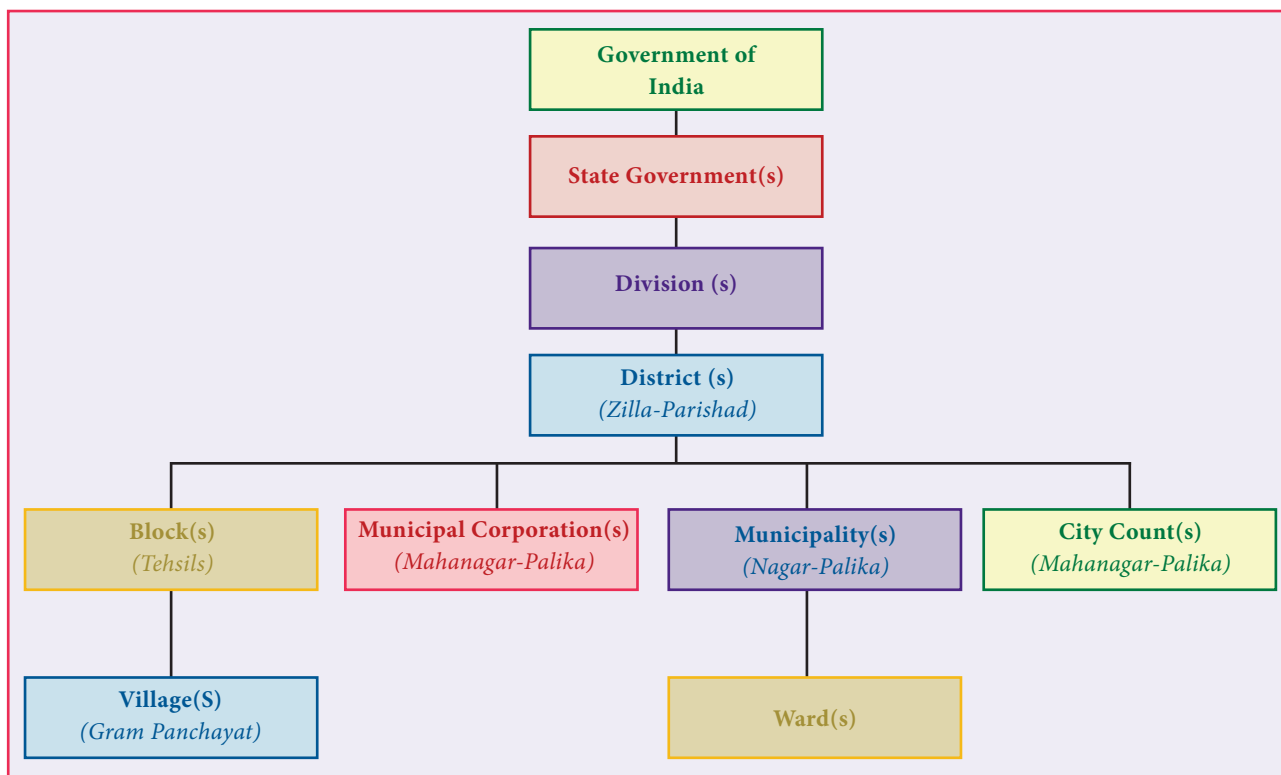 Government of
India
State Government(s)
Division (s)
District (s)
(Zilla-Parishad)
Block(s)
(Tehsils)
Municipal Corporation(s)
(Mahanagar-Palika)
Municipality(s)
(Nagar-Palika)
City Count(s)
(Mahanagar-Palika)
Village(S)
(Gram Panchayat)
Ward(s)